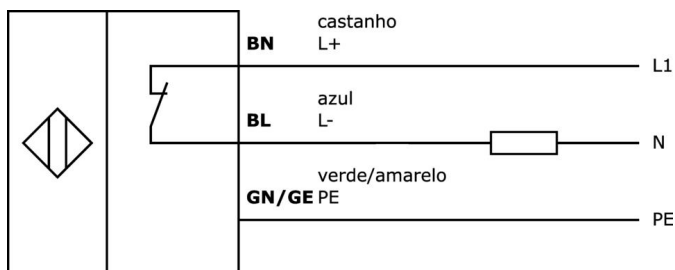 castanho
BN L+
L1
azul
BL L-
N
verde/amarelo
GN/GE PE
PE